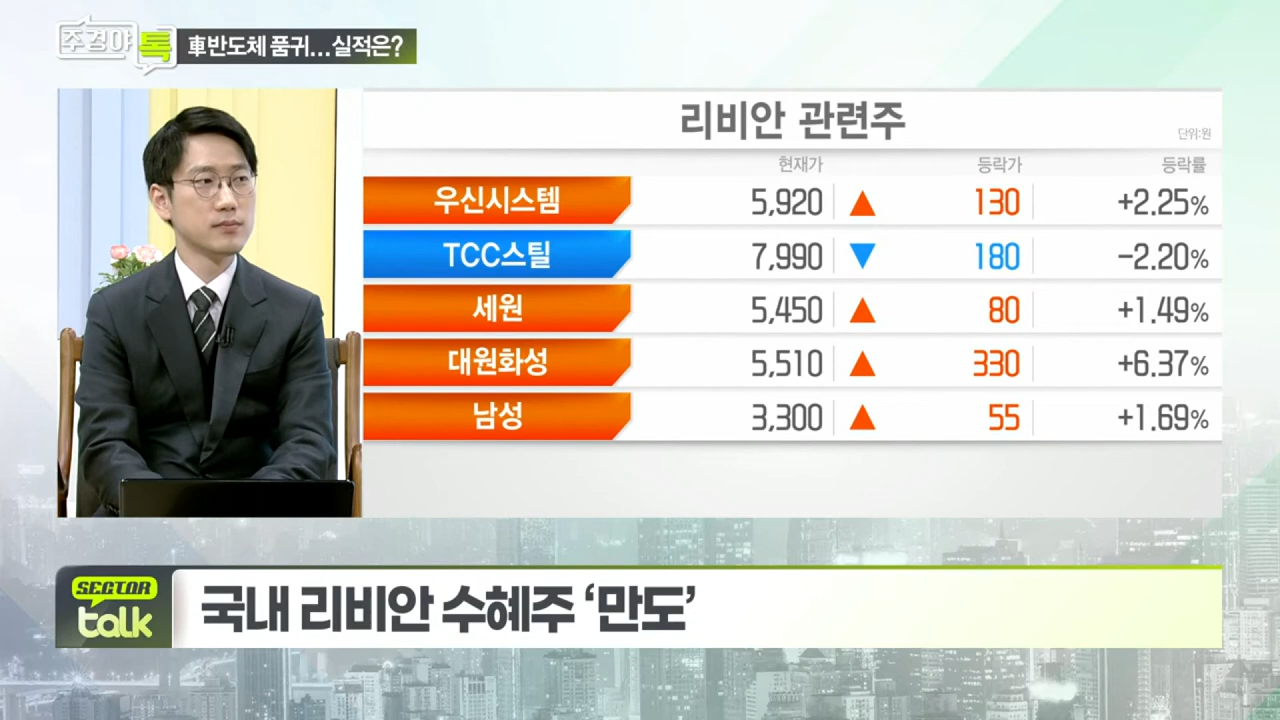 주경야톡
車반도체 품귀...실적은?
리비안 관련주
단위:원
현재가 등락가 등락률
우신시스템 5,920 ▲ 130 +2.25%
TCC스틸 7,990 ▼ 180 -2.20%
세원 5,450 ▲ 80 +1.49%
대원화성 5,510 ▲ 330 +6.37%
남성 3,300 ▲ 55 +1.69%
SECTOR
talk
국내 리비안 수혜주 ‘만도’